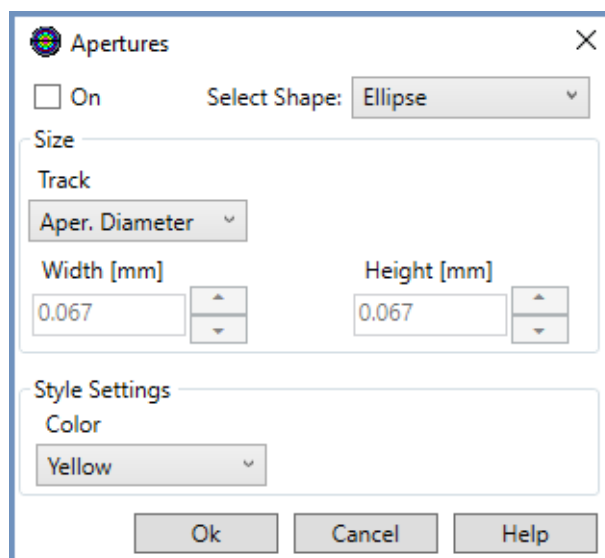 Apertures
On Select Shape: Ellipse
Size
Track
Aper. Diameter
Width [mm] Height [mm]
0.067 0.067
Style Settings
Color
Yellow
Ok Cancel Help